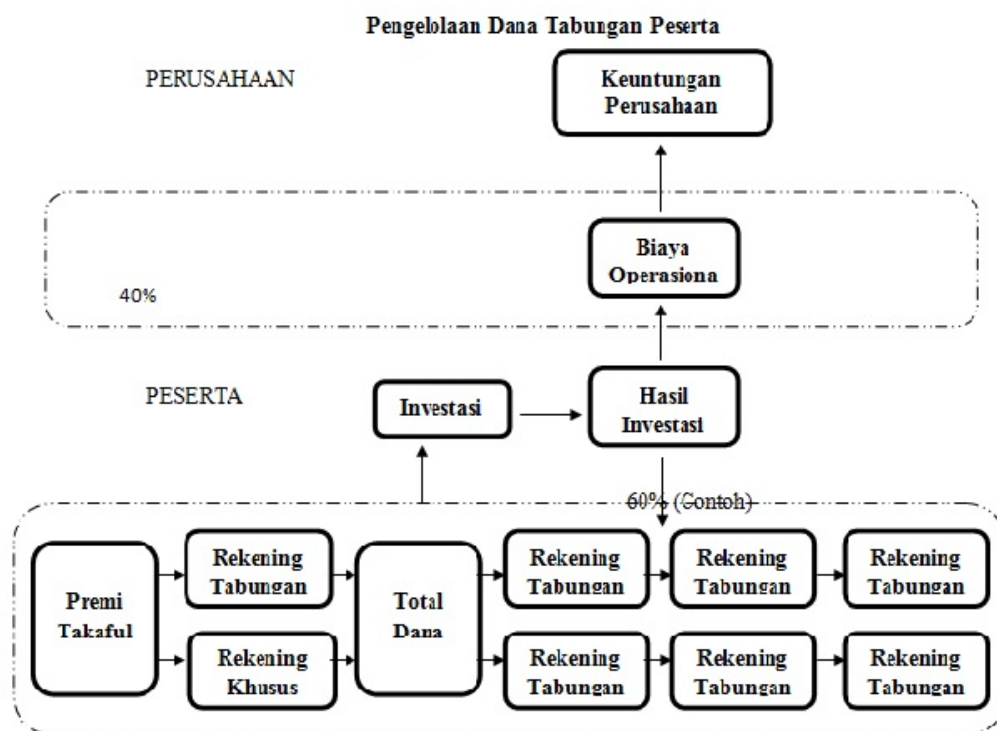 Pengelolaan Dana Tabungan Peserta
PERUSAHAAN
Keuntungan
Perusahaan
Biaya
Operasiona
40%
PESERTA
Investasi
Hasil
Investasi
60% (Contoh)
Premi
Takaful
Rekening
Tabungan
Rekening
Khusus
Total
Dana
Rekening
Tabungan
Rekening
Tabungan
Rekening
Tabungan
Rekening
Tabungan
Rekening
Tabungan
Rekening
Tabungan